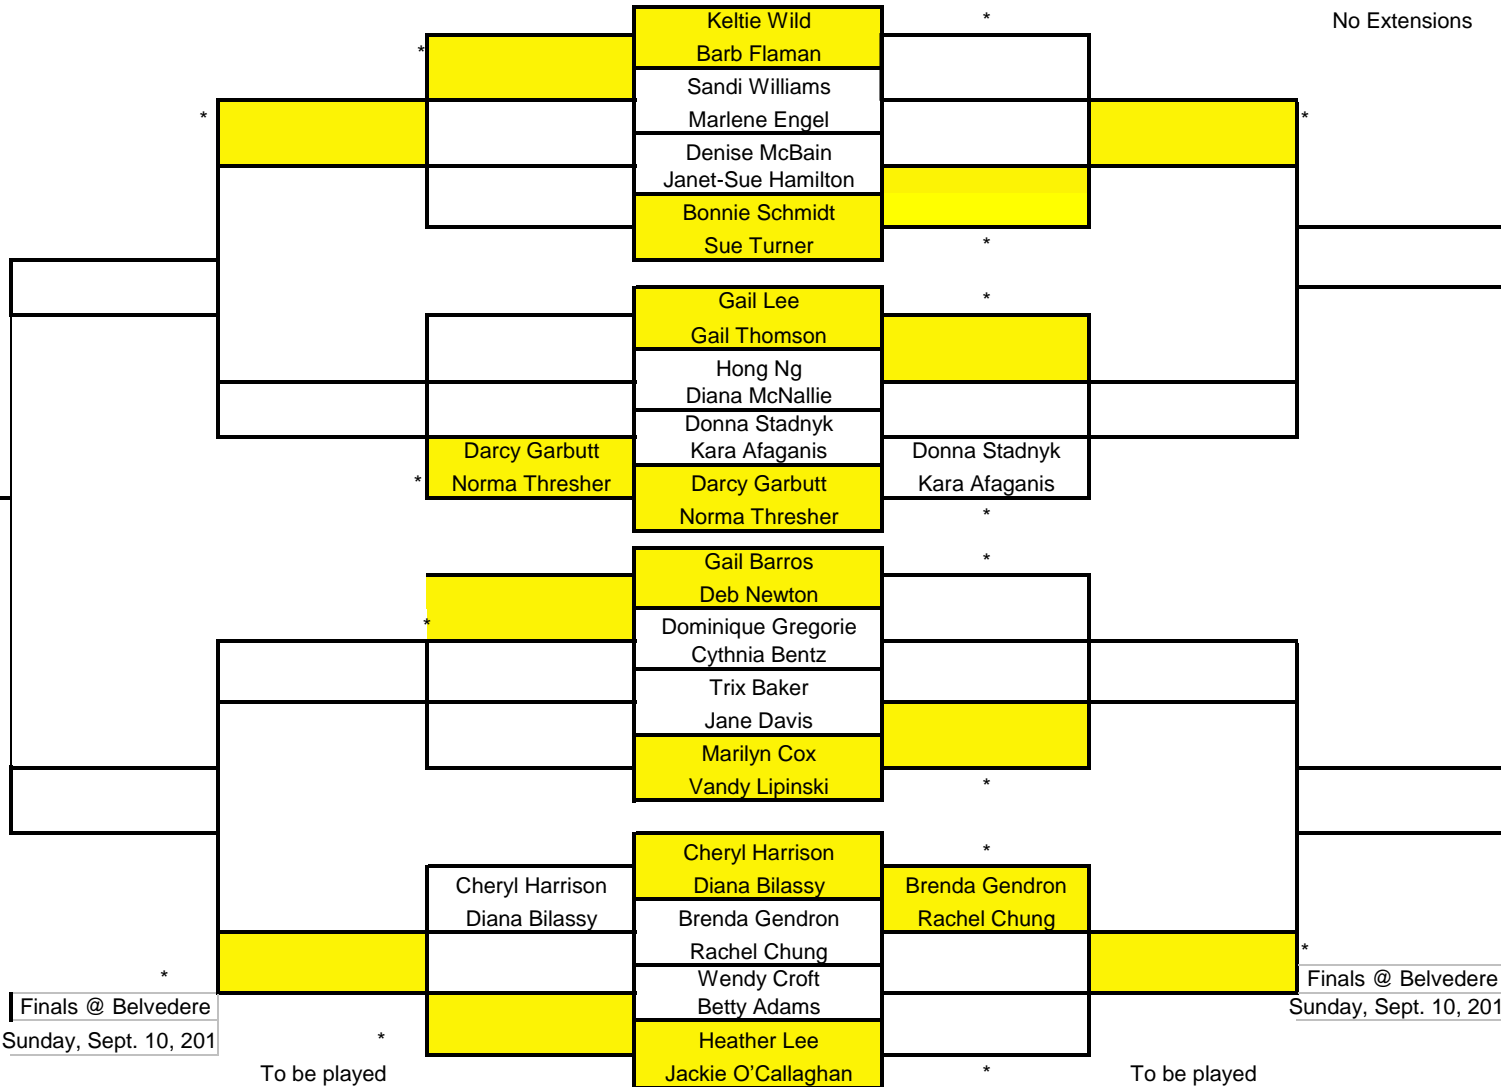 Keltie Wild
*
No Extensions
*
Barb Flaman
Sandi Williams
*
Marlene Engel
*
Denise McBain
Janet-Sue Hamilton
Bonnie Schmidt
Sue Turner
*
Gail Lee
*
Gail Thomson
Hong Ng
Diana McNallie
Donna Stadnyk
Darcy Garbutt
Kara Afaganis
Donna Stadnyk
*
Norma Thresher
Darcy Garbutt
Kara Afaganis
Norma Thresher
*
Gail Barros
*
Deb Newton
*
Dominique Gregorie
Cythnia Bentz
Trix Baker
Jane Davis
Marilyn Cox
Vandy Lipinski
*
Cheryl Harrison
*
Cheryl Harrison
Diana Bilassy
Brenda Gendron
Diana Bilassy
Brenda Gendron
Rachel Chung
Rachel Chung
*
*
Wendy Croft
Finals @ Belvedere
Betty Adams
Finals @ Belvedere
Sunday, Sept. 10, 201
Sunday, Sept. 10, 201
*
Heather Lee
To be played
Jackie O'Callaghan
*
To be played